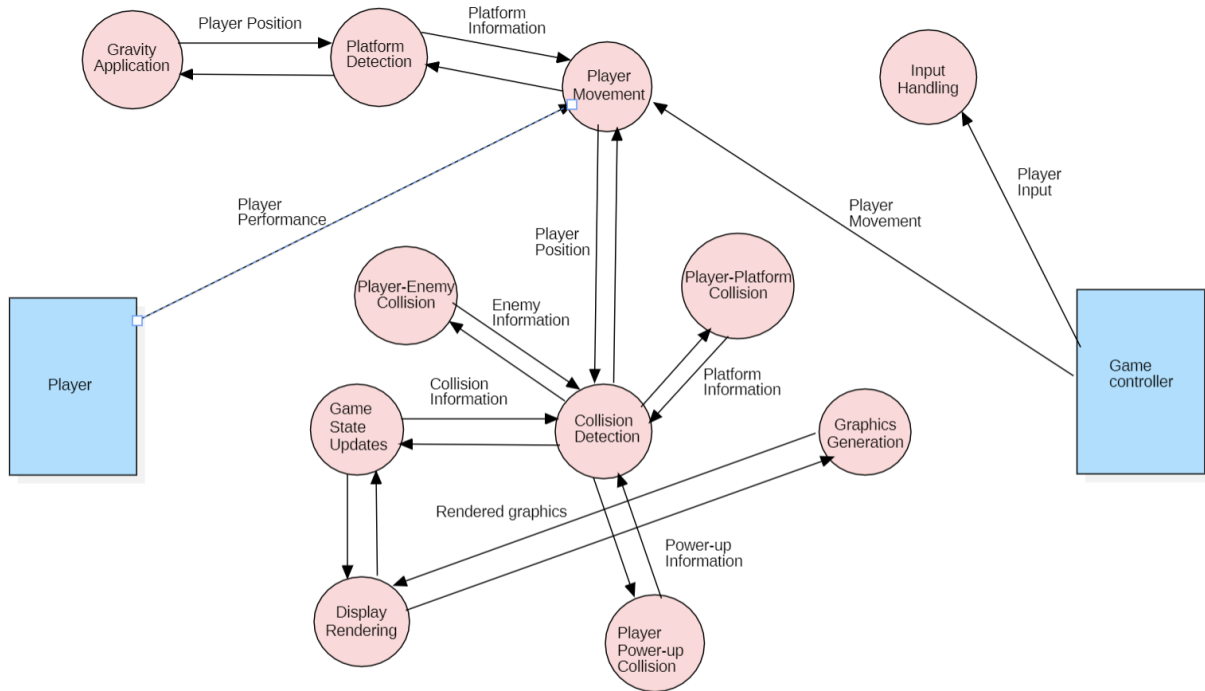 Player Position
Platform
Information
Gravity
Application
Platform
Detection
Player
Movement
Input
Handling
Player
Input
Player
Performance
Player
Movement
Player
Position
Player-Enemy
Collision
Enemy
Information
Player-Platform
Collision
Player
Game
controller
Platform
Information
Collision
Information
Game
State
Updates
Collision
Detection
Graphics
Generation
Rendered graphics
Power-up
Information
Display
Rendering
Player
Power-up
Collision